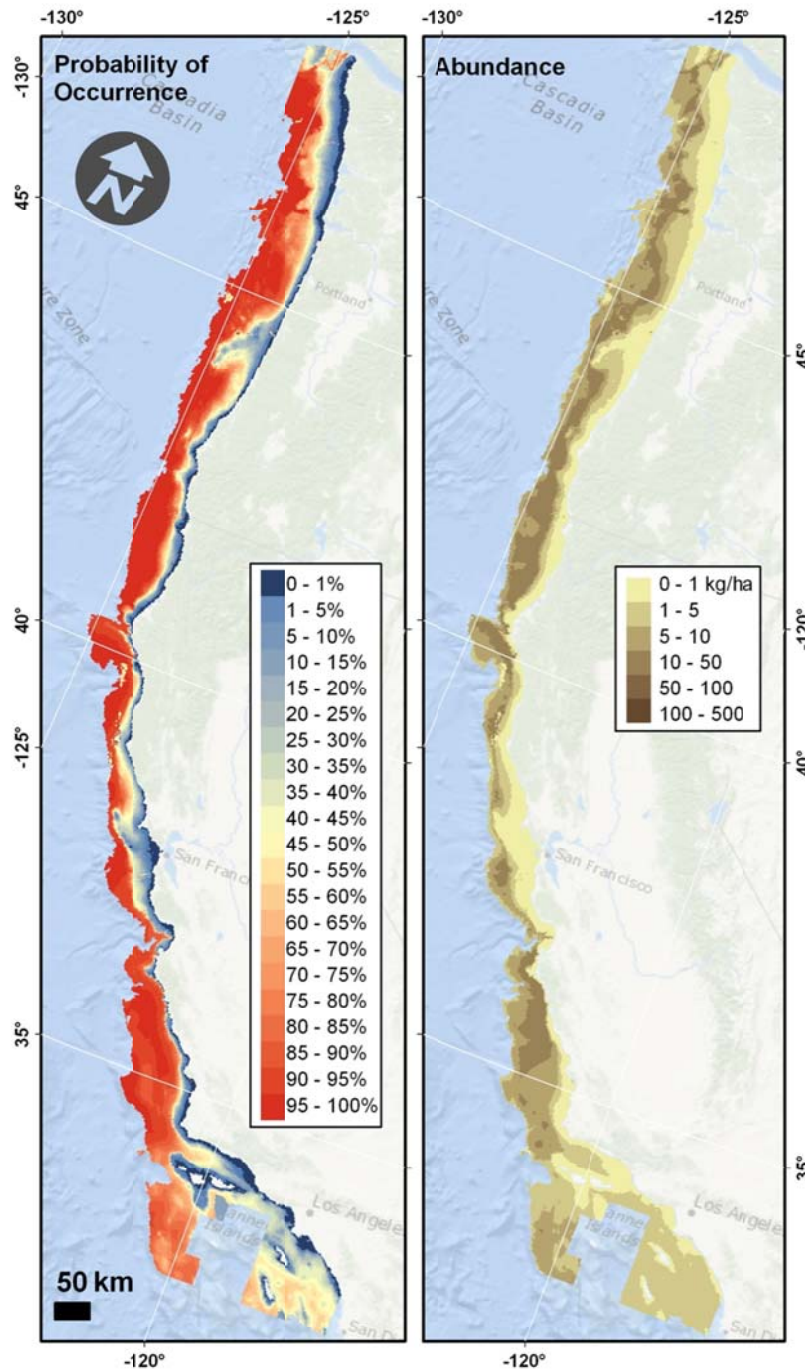 -130°
-125°
-125°
Probability of
Occurrence
Cascadia
Basin
N
-130°
45°
Portland
45°
40°
-125°
35°
San Francisco
Los Angeles
Islands
0 - 1%
1 - 5%
5 - 10%
10 - 15%
15 - 20%
20 - 25%
25 - 30%
30 - 35%
35 - 40%
40 - 45%
45 - 50%
50 - 55%
55 - 60%
60 - 65%
65 - 70%
70 - 75%
75 - 80%
80 - 85%
85 - 90%
90 - 95%
95 - 100%
50 km
-120°
Abundance
Cascadia
Basin
Portland
0 - 1 kg/ha
1 - 5
5 - 10
10 - 50
50 - 100
100 - 500
-120°
40°
San Francisco
35°
Los Angeles
Islands
-120°